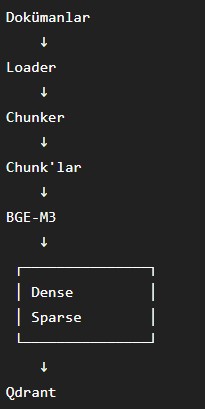 Dokümanlar
↓
Loader
↓
Chunker
↓
Chunk'lar
↓
BGE-M3
↓
Dense
Sparse
↓
Qdrant